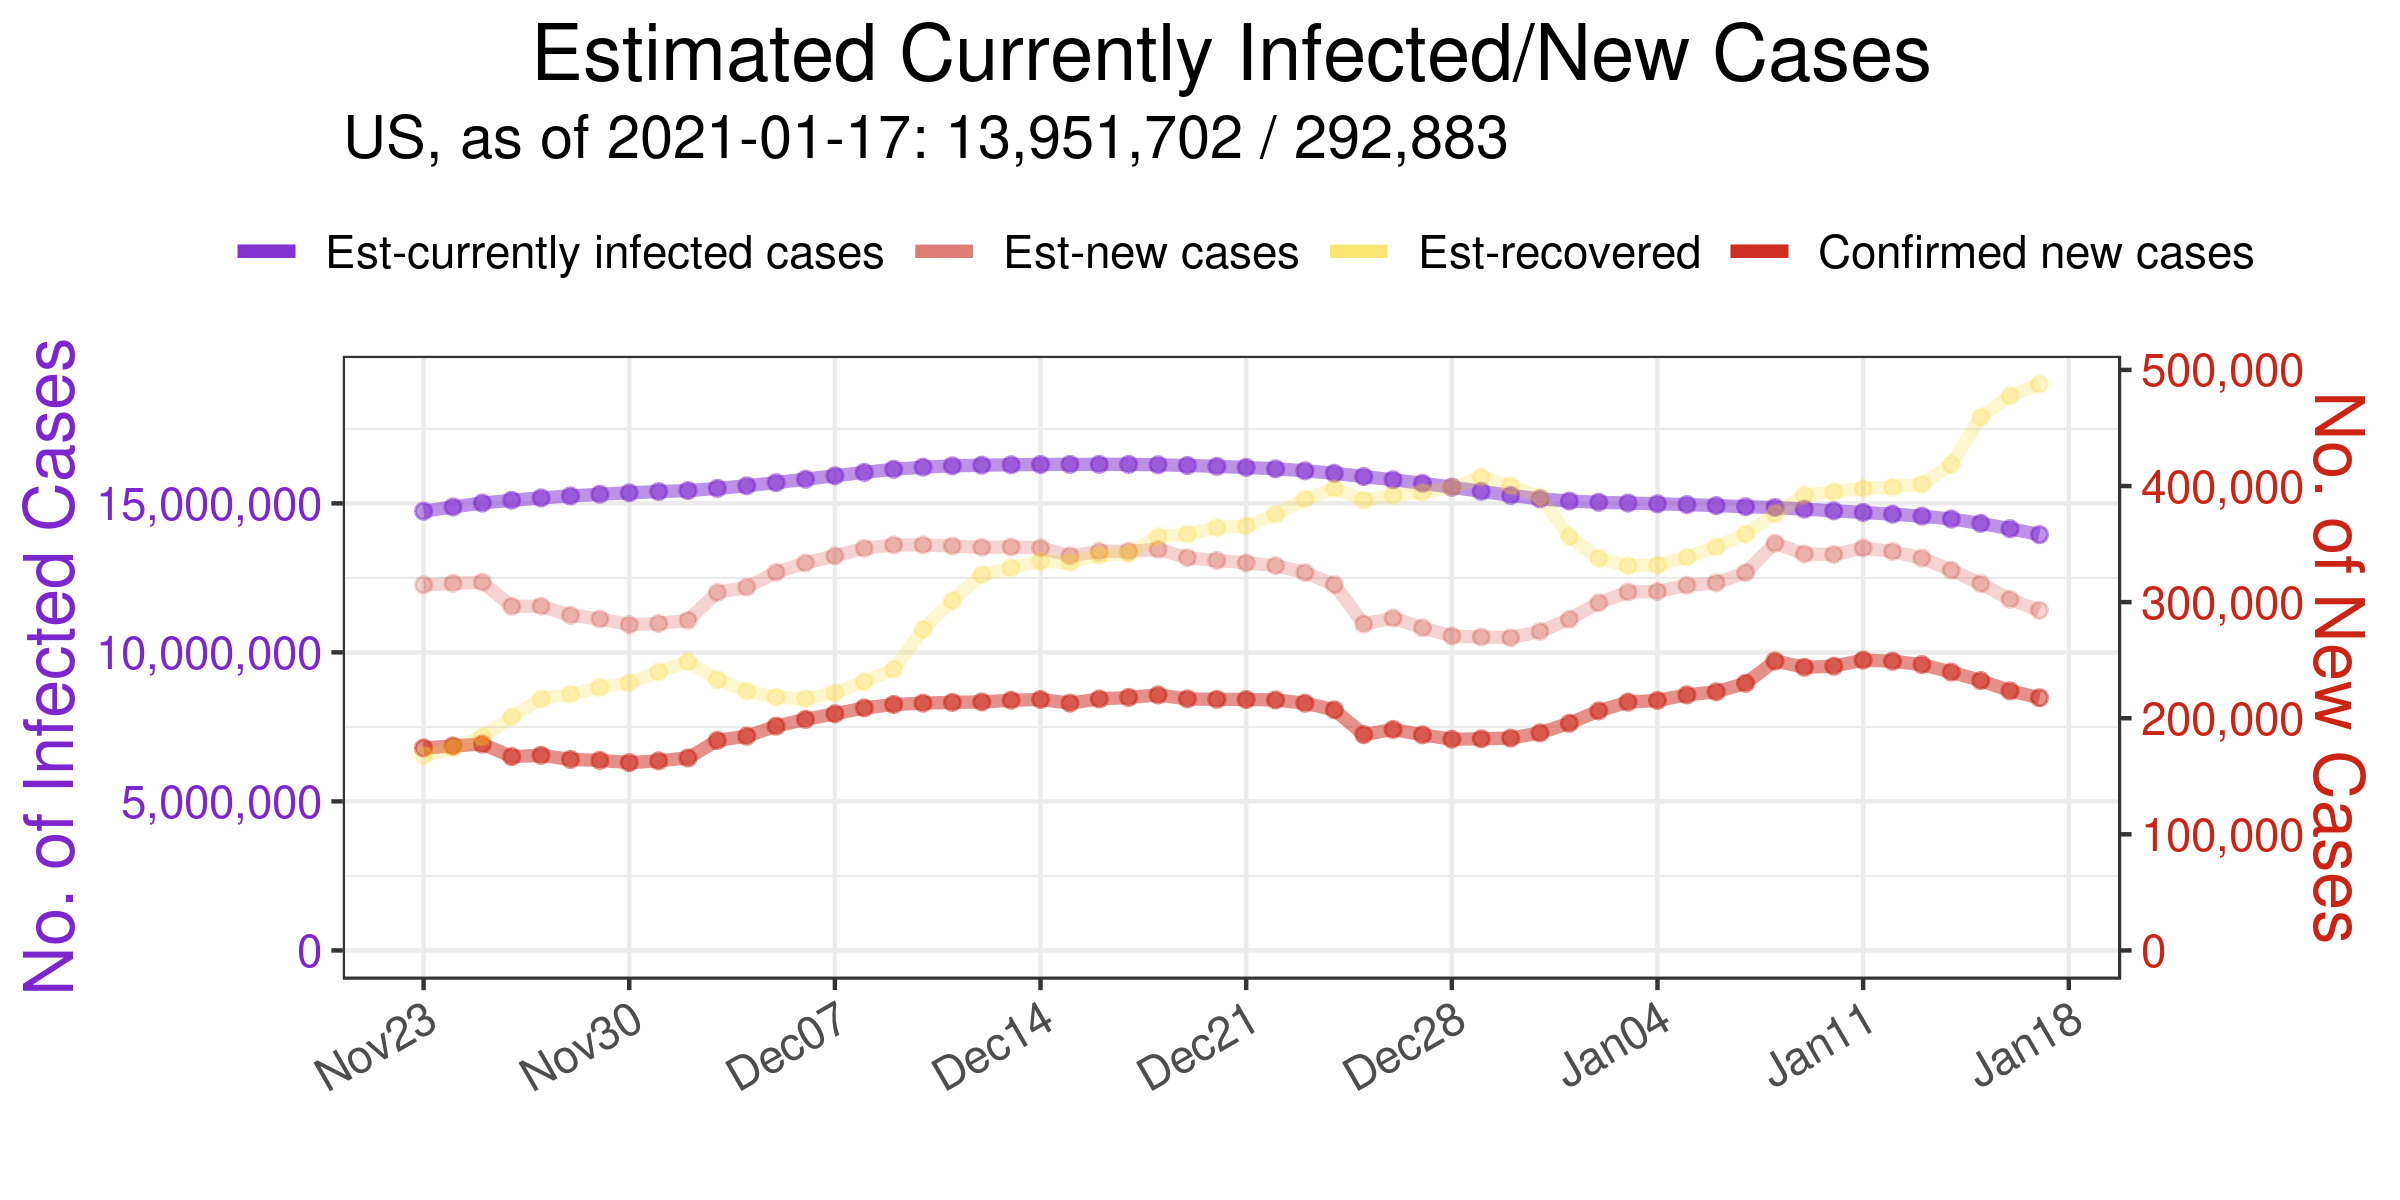 Estimated Currently Infected/New Cases
US, as of 2021-01-17: 13,951,702 / 292,883
Est-currently infected cases Est-new cases Est-recovered Confirmed new cases
No. of Infected Cases
15,000,000
10,000,000
5,000,000
0
500,000
400,000
300,000
200,000
100,000
0
No. of New Cases
Nov23 Nov30 Dec07 Dec14 Dec21 Dec28 Jan04 Jan11 Jan18